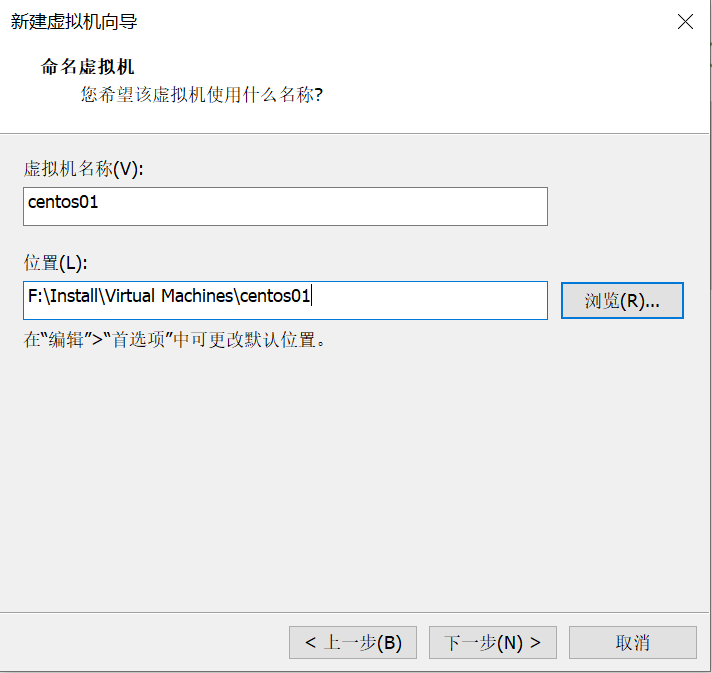 新建虚拟机向导
命名虚拟机
您希望该虚拟机使用什么名称?
虚拟机名称(V):
centos01
位置(L):
F:\Install\Virtual Machines\centos01
浏览(R)...
在“编辑”>“首选项”中可更改默认位置。
< 上一步(B)
下一步(N) >
取消